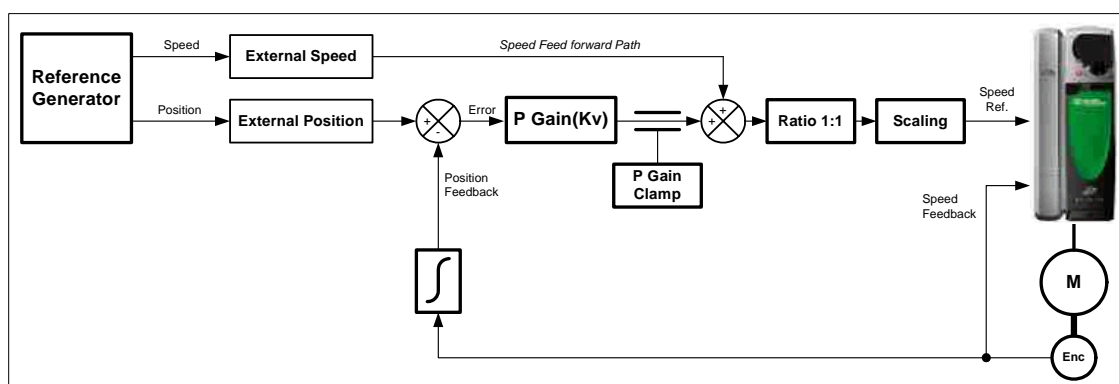 Speed
External Speed
Speed Feed forward Path
Reference
Generator
Position
External Position
+
-
Error
P Gain(Kv)
+
+
Ratio 1:1
Scaling
Speed
Ref.
P Gain
Clamp
Position
Feedback
Speed
Feedback
M
Enc